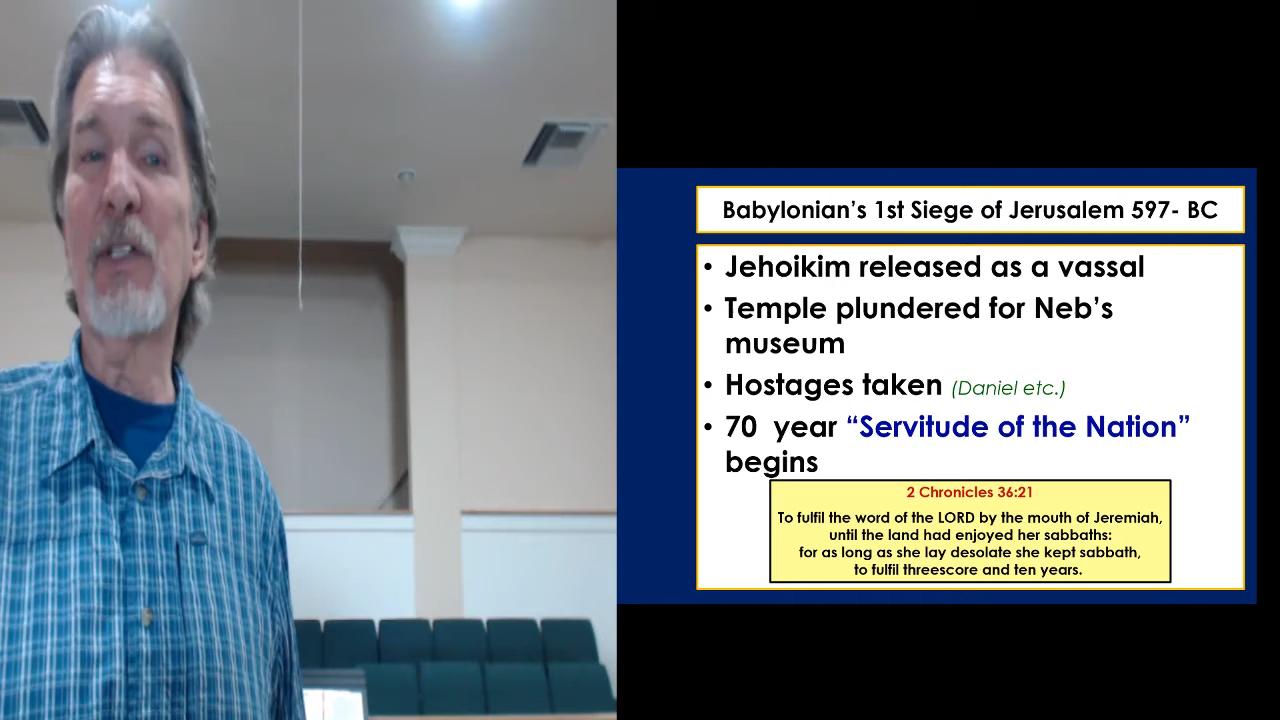 Babylonian’s 1st Siege of Jerusalem 597- BC
• Jehoikim released as a vassal
• Temple plundered for Neb’s
museum
• Hostages taken (Daniel etc.)
• 70  year “Servitude of the Nation”
begins
2 Chronicles 36:21
To fulfil the word of the LORD by the mouth of Jeremiah,
until the land had enjoyed her sabbaths:
for as long as she lay desolate she kept sabbath,
to fulfil threescore and ten years.